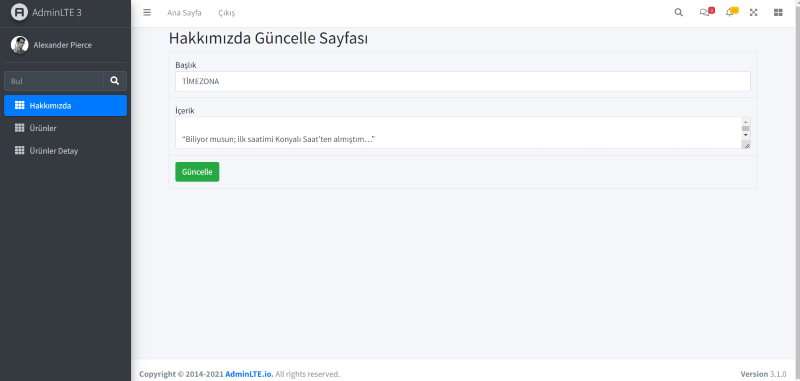 AdminLTE 3
Ana Sayfa
Çıkış
Alexander Pierce
Bul
Hakkımızda
Ürünler
Ürünler Detay
Hakkımızda Güncelle Sayfası
Başlık
TİMEZONA
İçerik
“Biliyor musun; ilk saatimi Konyalı Saat’ten almıştım…”
Güncelle
Copyright © 2014-2021 AdminLTE.io. All rights reserved.
Version 3.1.0